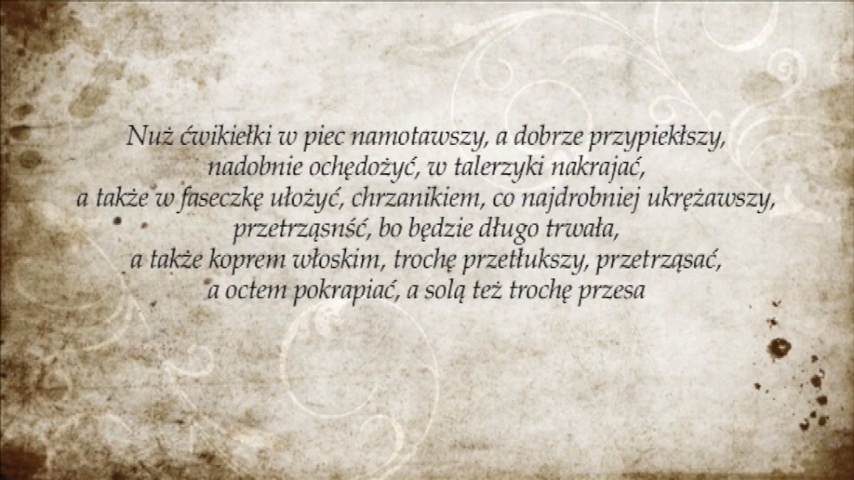 Nuż ćwikiełki w piec namotawszy, a dobrze przypiekłszy,
nadobnie ochędożyć, w talerzyki nakrajać,
a także w faseczkę ułożyć, chrzanikiem, co najdrobniej ukrężawszy,
przetrząsnść, bo będzie długo trwała,
a także koprem włoskim, trochę przetłukszy, przetrząsać,
a octem pokrapiać, a solą też trochę przesa